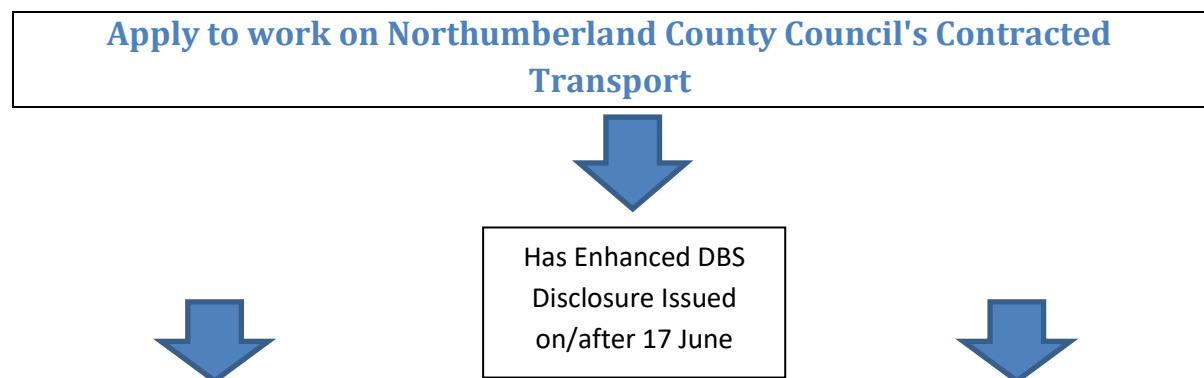 Apply to work on Northumberland County Council's Contracted
Transport
Has Enhanced DBS
Disclosure Issued
on/after 17 June